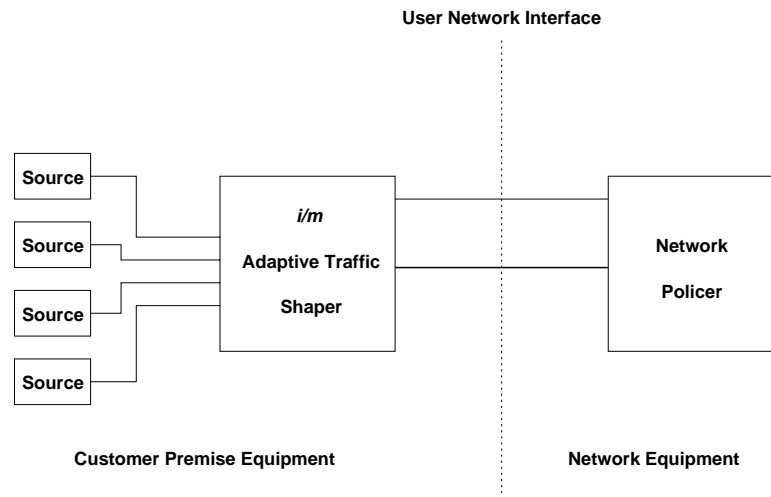 User Network Interface
Source
Source
Source
Source
i/m
Adaptive Traffic
Shaper
Network
Policer
Customer Premise Equipment
Network Equipment